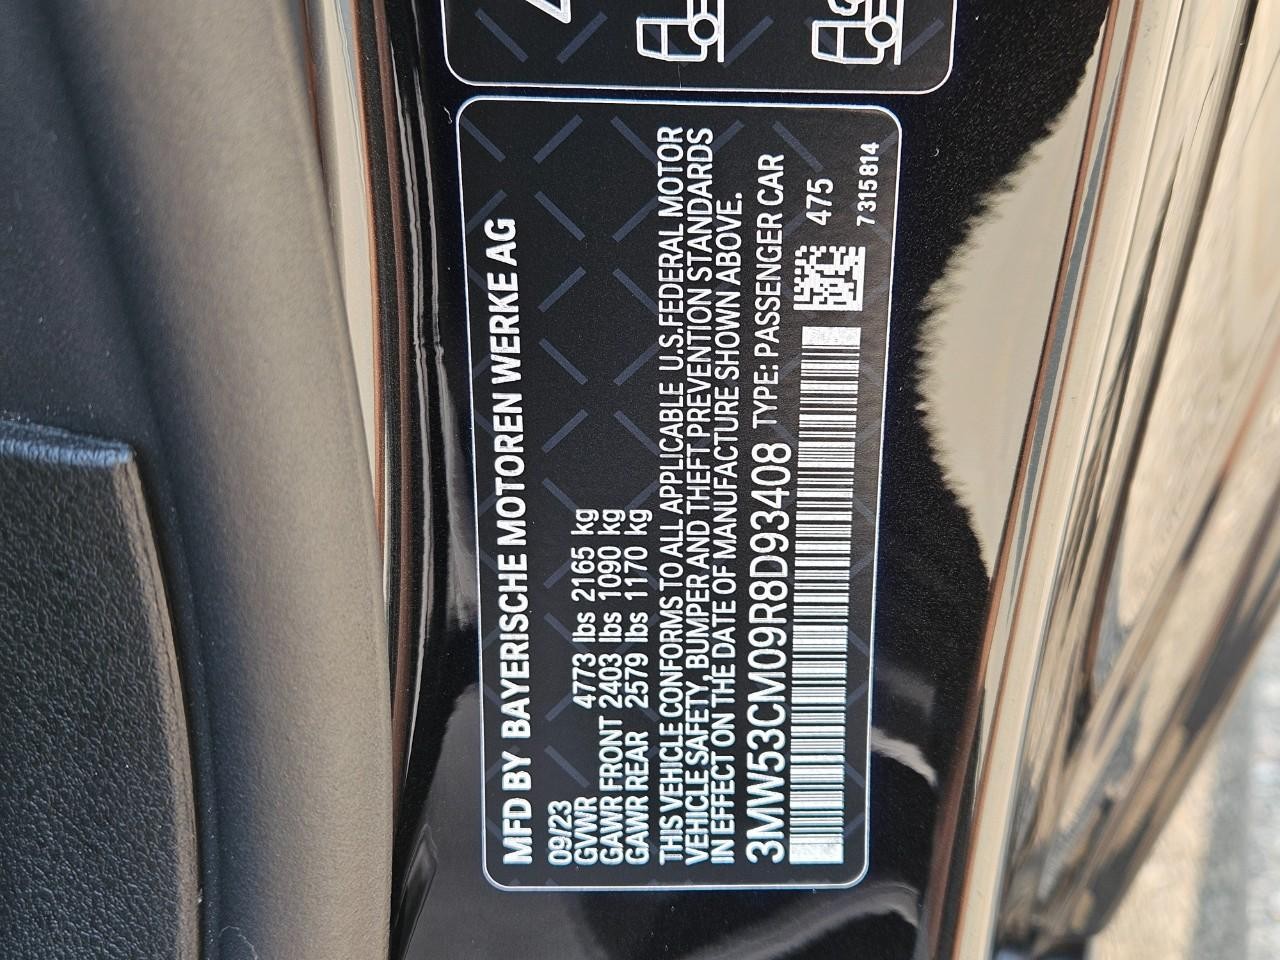 MFD BY BAYERISCHE MOTOREN WERKE AG
09/23
GVWR 4773 lbs 2165 kg
GAWR FRONT 2403 lbs 1090 kg
GAWR REAR 2579 lbs 1170 kg
THIS VEHICLE CONFORMS TO ALL APPLICABLE U.S.FEDERAL MOTOR
VEHICLE SAFETY, BUMPER AND THEFT PREVENTION STANDARDS
IN EFFECT ON THE DATE OF MANUFACTURE SHOWN ABOVE.
3MW53CM09R8D93408 TYPE: PASSENGER CAR
475
7315814